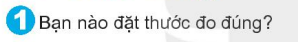 1 Bạn nào đặt thước đo đúng?